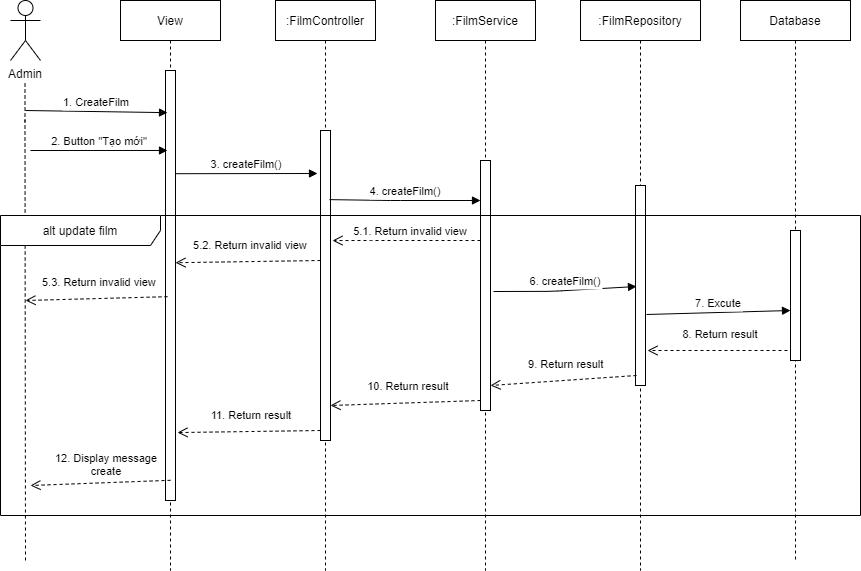 View
:FilmController
:FilmService
:FilmRepository
Database
Admin
1. CreateFilm
2. Button "Tạo mới"
3. createFilm()
4. createFilm()
alt update film
5.1. Return invalid view
5.2. Return invalid view
5.3. Return invalid view
6. createFilm()
7. Excute
8. Return result
9. Return result
10. Return result
11. Return result
12. Display message
create